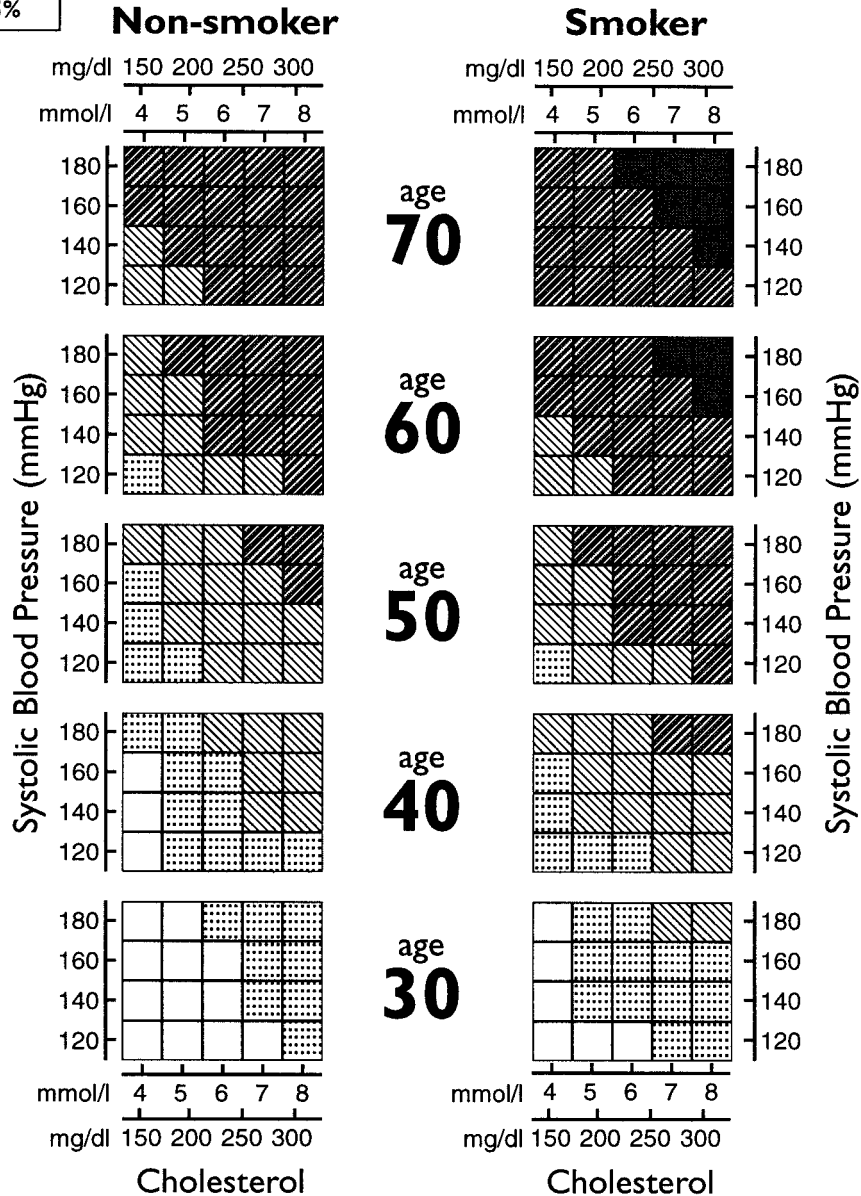 Non-smoker Smoker
mg/dl 150 200 250 300 mg/dl 150 200 250 300
mmol/l 4 5 6 7 8 mmol/l 4 5 6 7 8
180 180
160 age 160
140 70 140
120 120
180 180
160 age 160
140 60 140
120 120
Systolic Blood Pressure (mmHg) Systolic Blood Pressure (mmHg)
180 180
160 age 160
140 50 140
120 120
180 180
160 age 160
140 40 140
120 120
180 180
160 age 160
140 30 140
120 120
mmol/l 4 5 6 7 8 mmol/l 4 5 6 7 8
mg/dl 150 200 250 300 mg/dl 150 200 250 300
Cholesterol Cholesterol